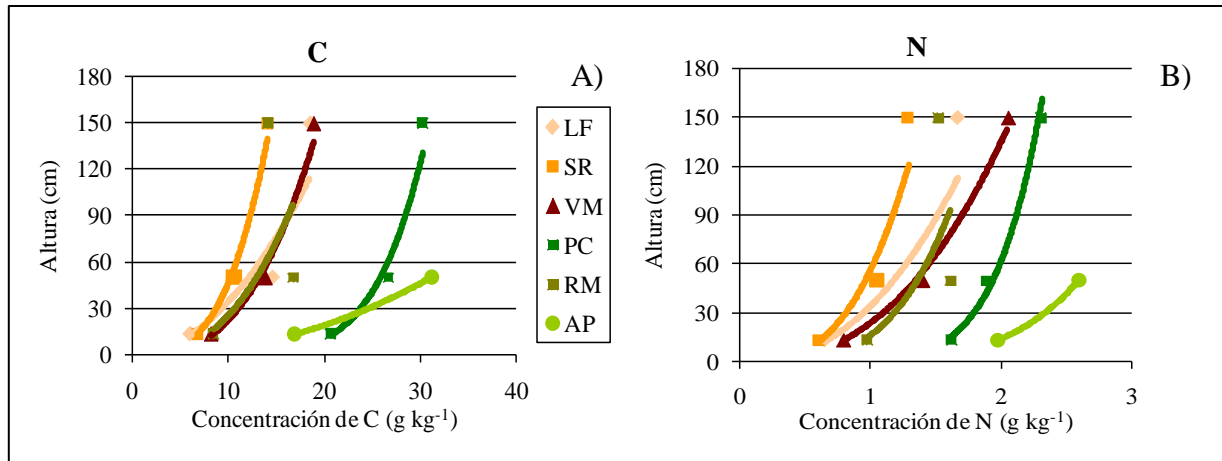 C
A)
Altura (cm)
180
150
120
90
60
30
0
0 10 20 30 40
Concentración de C (g kg-1)
LF
SR
VM
PC
RM
AP
N
B)
Altura (cm)
180
150
120
90
60
30
0
0 1 2 3
Concentración de N (g kg-1)